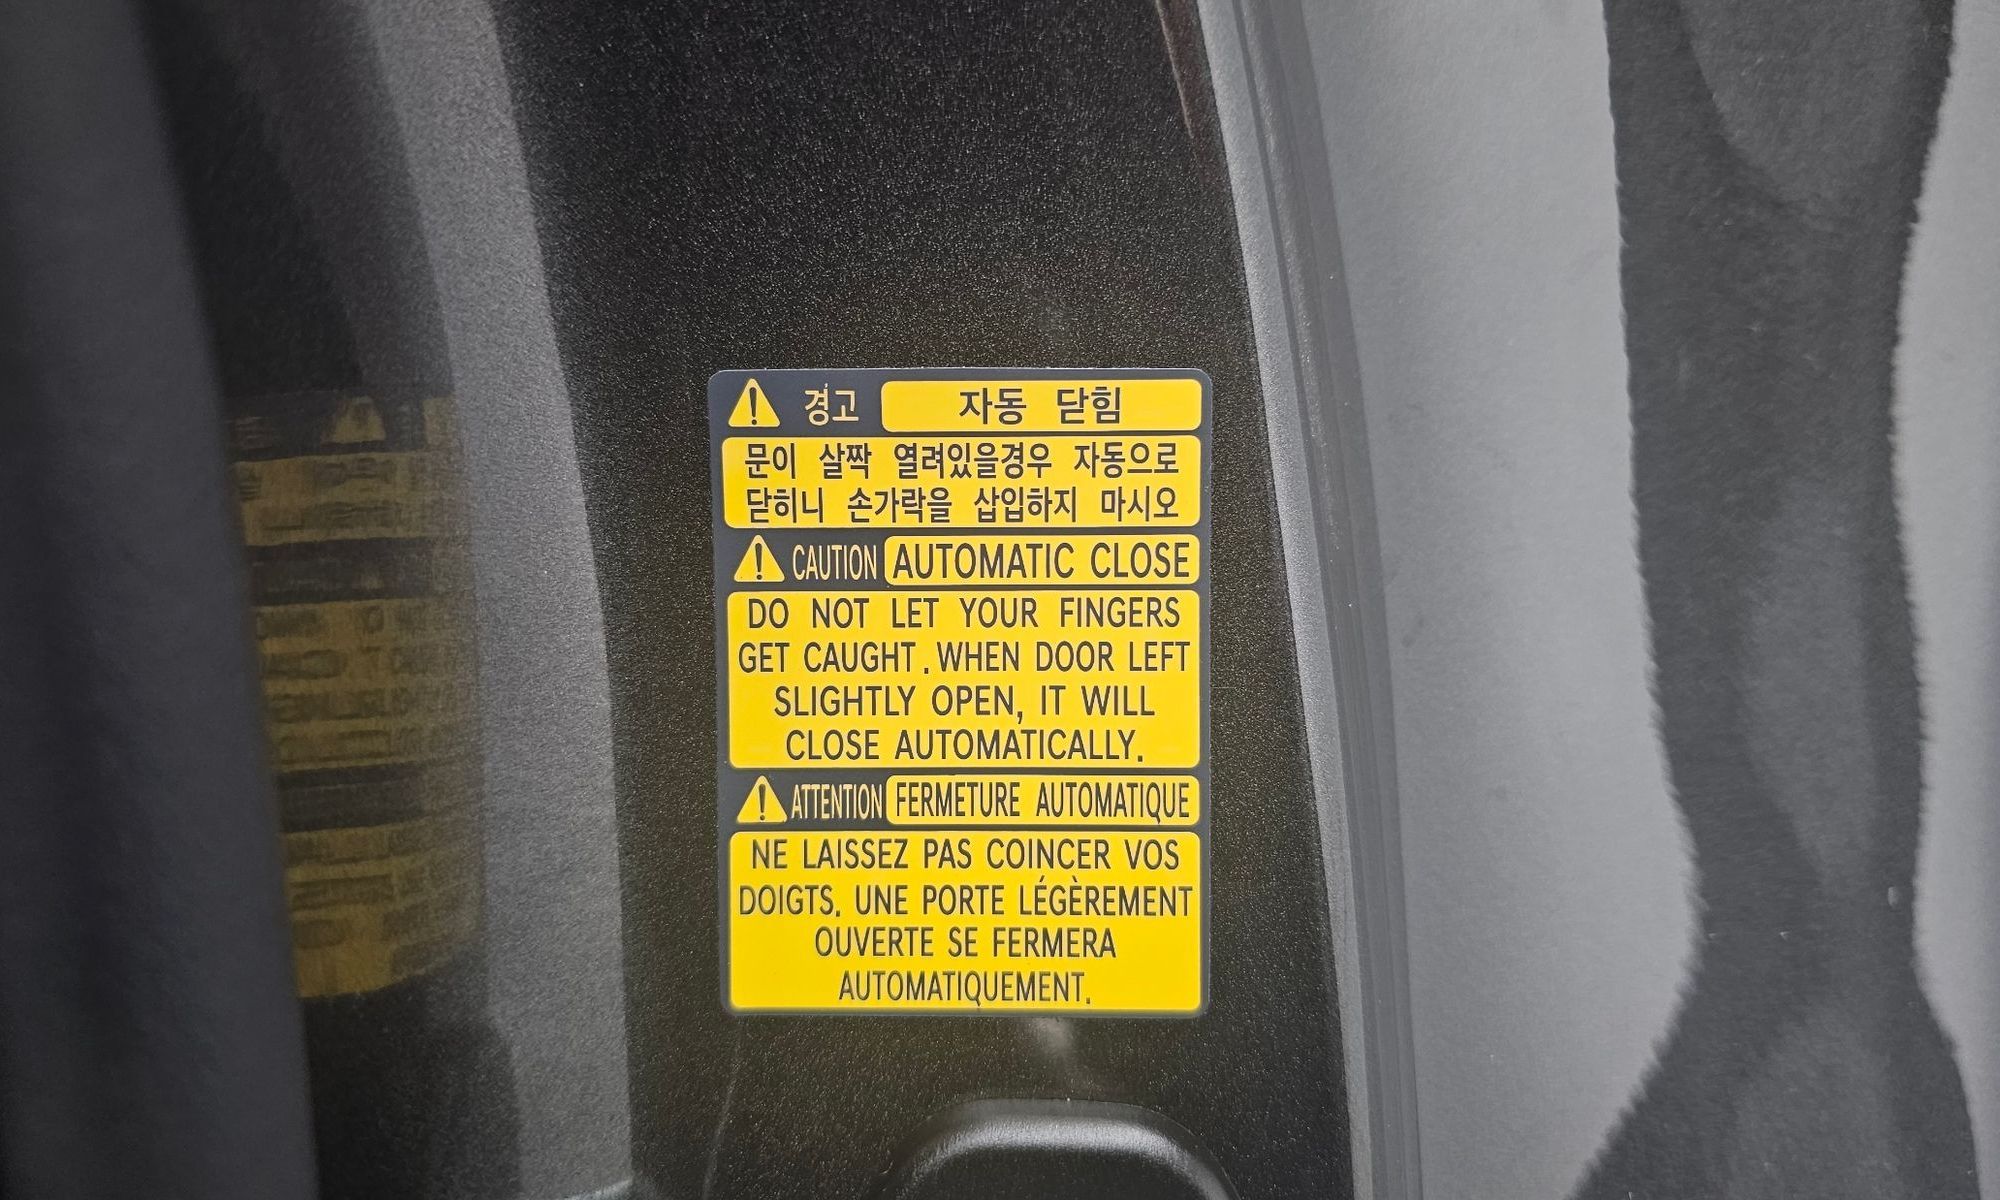 경고 자동 닫힘
문이 살짝 열려있을경우 자동으로
닫히니 손가락을 삽입하지 마시오
CAUTION AUTOMATIC CLOSE
DO NOT LET YOUR FINGERS
GET CAUGHT. WHEN DOOR LEFT
SLIGHTLY OPEN, IT WILL
CLOSE AUTOMATICALLY.
ATTENTION FERMETURE AUTOMATIQUE
NE LAISSEZ PAS COINCER VOS
DOIGTS. UNE PORTE LÉGÈREMENT
OUVERTE SE FERMERA
AUTOMATIQUEMENT.